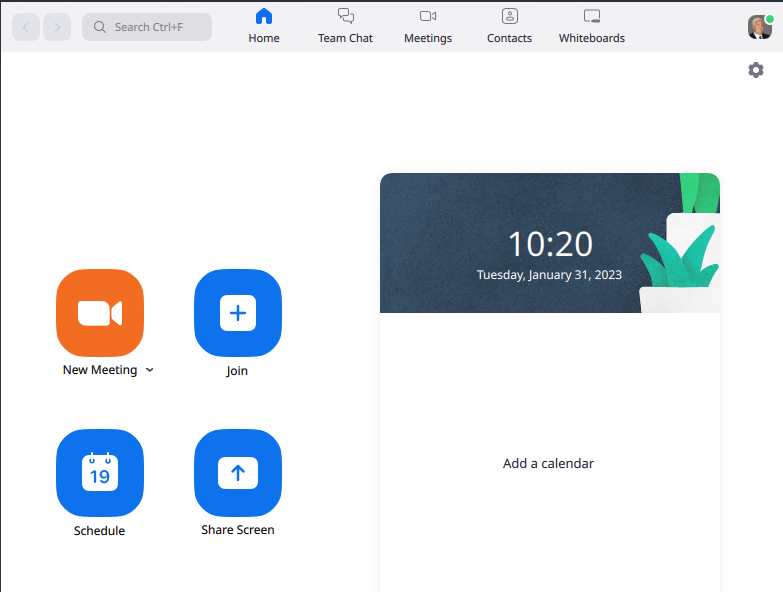 Search Ctrl+F
Home
Team Chat
Meetings
Contacts
Whiteboards
10:20
Tuesday, January 31, 2023
New Meeting
Join
19
Schedule
Share Screen
Add a calendar